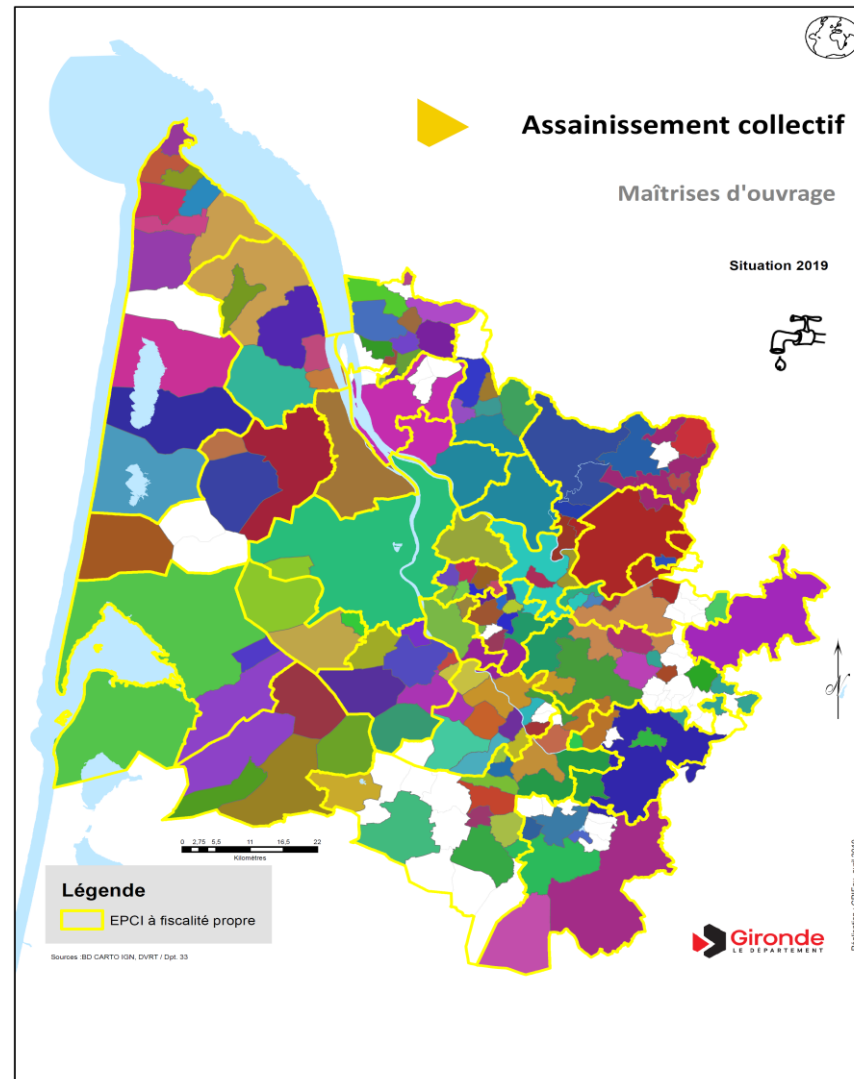 Assainissement collectif
Maîtrises d'ouvrage
Situation 2019
N
0 2,75 5,5 11 16,5 22
Kilomètres
Légende
EPCI à fiscalité propre
Sources :BD CARTO IGN, DVRT / Dpt. 33
Gironde
LE DÉPARTEMENT